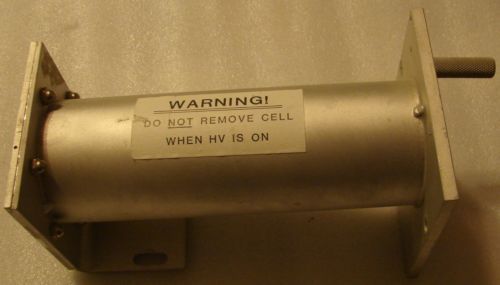 WARNING!
DO NOT REMOVE CELL
WHEN HV IS ON